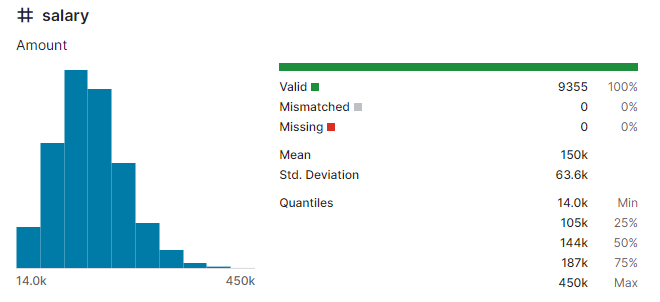 # salary
Amount
14.0k 450k
Valid 9355 100%
Mismatched 0 0%
Missing 0 0%
Mean 150k
Std. Deviation 63.6k
Quantiles 14.0k Min
105k 25%
144k 50%
187k 75%
450k Max